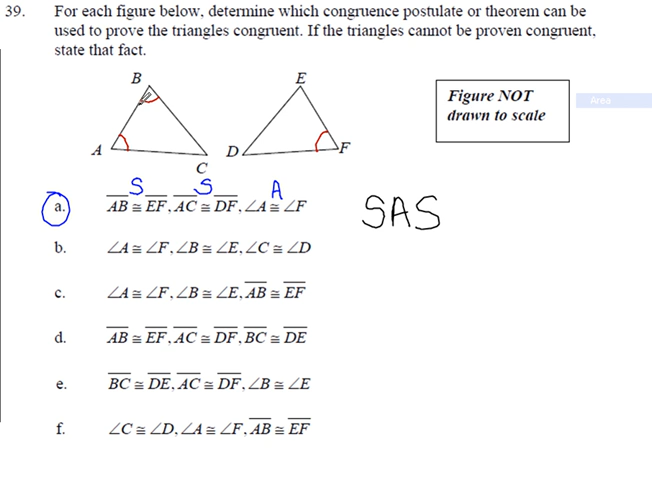 39. For each figure below, determine which congruence postulate or theorem can be
used to prove the triangles congruent. If the triangles cannot be proven congruent,
state that fact.
B E
Figure NOT
drawn to scale
Area
A C D F
S S A
a. AB ≅ EF, AC ≅ DF, ∠A ≅ ∠F SAS
b. ∠A ≅ ∠F, ∠B ≅ ∠E, ∠C ≅ ∠D
c. ∠A ≅ ∠F, ∠B ≅ ∠E, AB ≅ EF
d. AB ≅ EF, AC ≅ DF, BC ≅ DE
e. BC ≅ DE, AC ≅ DF, ∠B ≅ ∠E
f. ∠C ≅ ∠D, ∠A ≅ ∠F, AB ≅ EF